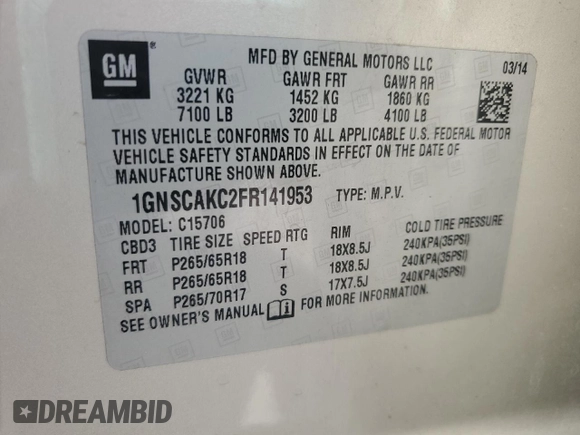 GM
MFD BY GENERAL MOTORS LLC 03/14
GVWR GAWR FRT GAWR RR
3221 KG 1452 KG 1860 KG
7100 LB 3200 LB 4100 LB
THIS VEHICLE CONFORMS TO ALL APPLICABLE U.S. FEDERAL MOTOR
VEHICLE SAFETY STANDARDS IN EFFECT ON THE DATE OF
MANUFACTURE SHOWN ABOVE.
1GNSCAKC2FR141953 TYPE: M.P.V.
MODEL: C15706
CBD3 TIRE SIZE SPEED RTG RIM COLD TIRE PRESSURE
FRT P265/65R18 T 18X8.5J 240KPA(35PSI)
RR P265/65R18 T 18X8.5J 240KPA(35PSI)
SPA P265/70R17 S 17X7.5J 240KPA(35PSI)
SEE OWNER'S MANUAL FOR MORE INFORMATION.
DREAMBID